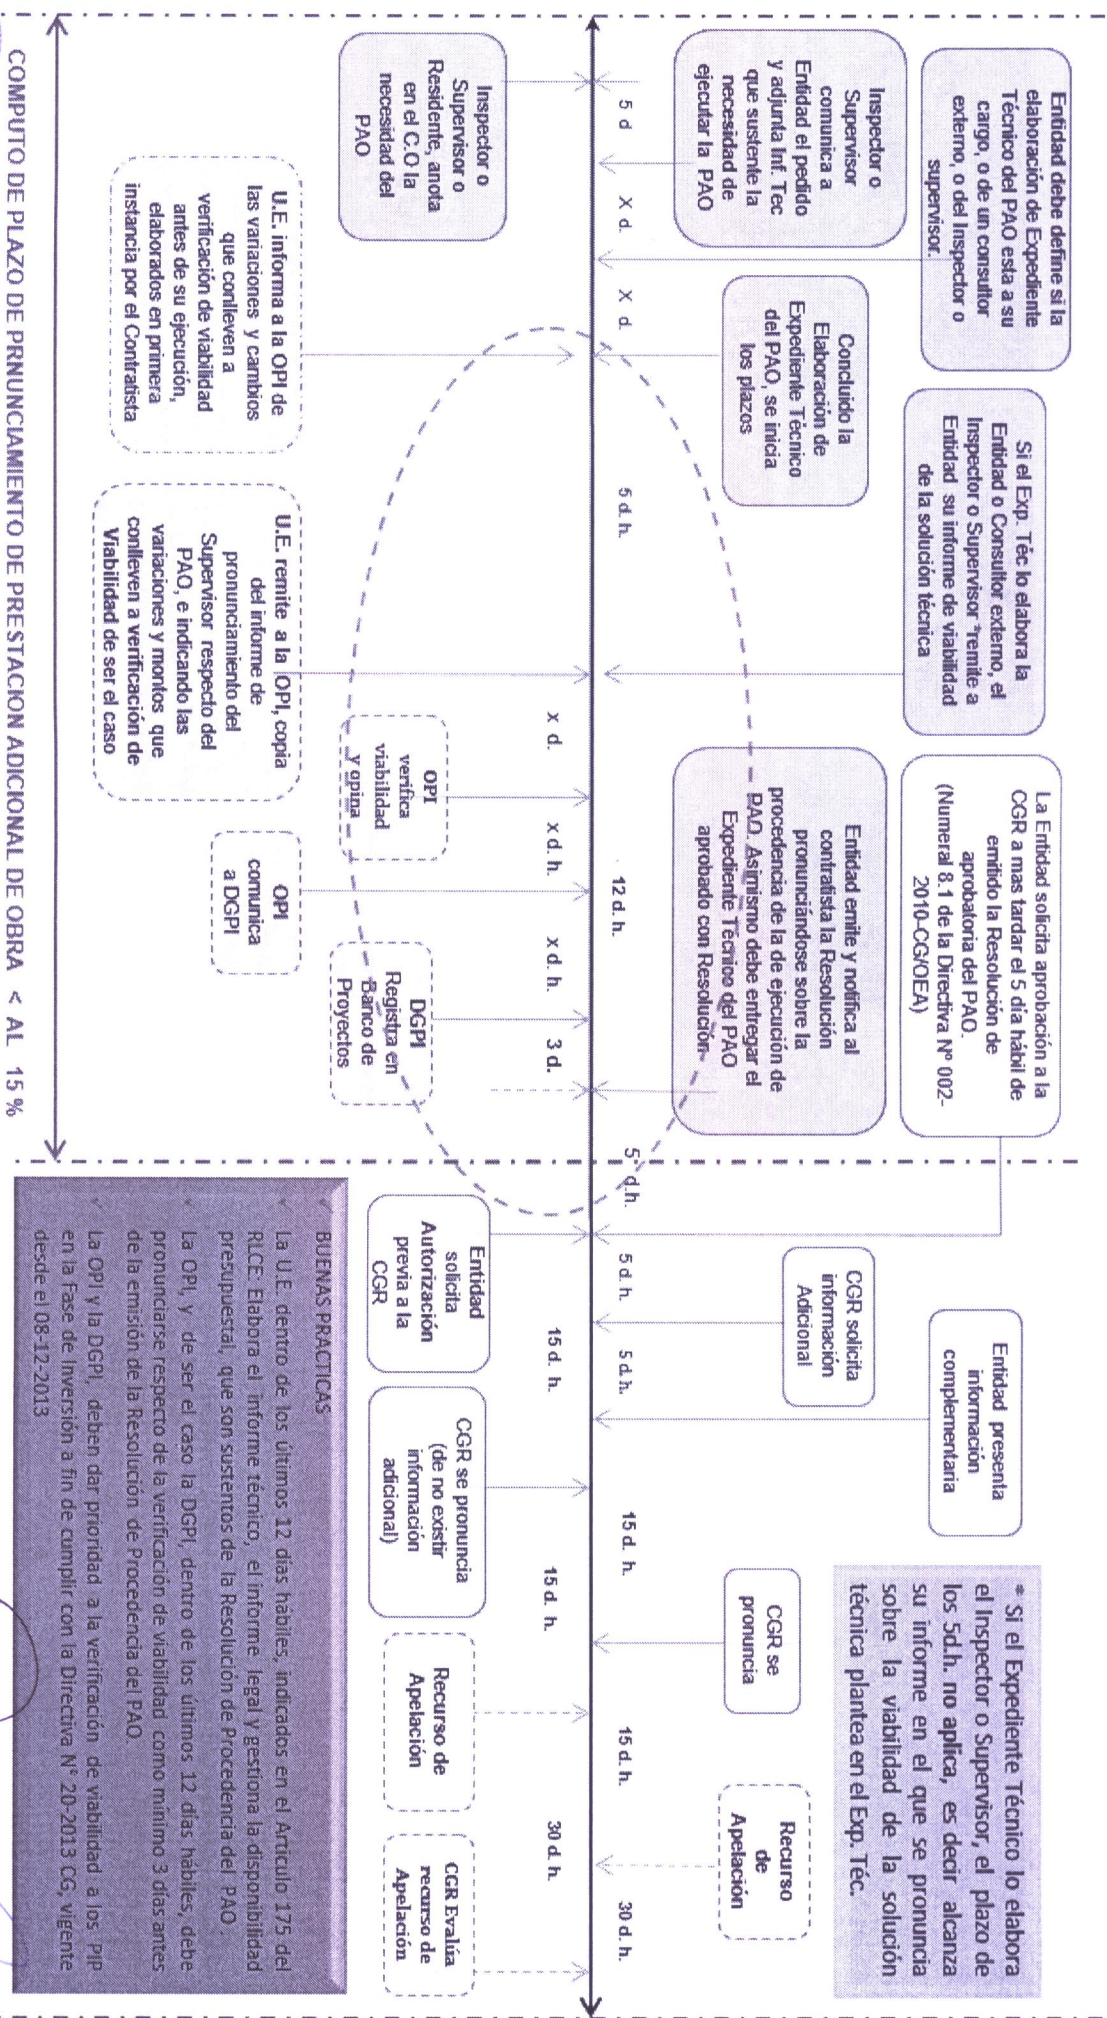 Entidad debe define si la
elaboración de Expediente
Técnico del PAO esta a su
cargo, o de un consultor
externo, o del Inspector o
supervisor.
Si el Exp. Téc lo elabora la
Entidad o Consultor externo, el
Inspector o Supervisor *remite a
Entidad su informe de viabilidad
de la solución técnica
La Entidad solicita aprobación a la
CGR a mas tardar el 5 día hábil de
emitido la Resolución de
aprobatoria del PAO.
(Numeral 8.1 de la Directiva Nº 002-
2010-CG/OEA)
Entidad presenta
información
complementaria
* Si el Expediente Técnico lo elabora
el Inspector o Supervisor, el plazo de
los 5d.h. no aplica, es decir alcanza
su informe en el que se pronuncia
sobre la viabilidad de la solución
técnica plantea en el Exp. Téc.
Inspector o
Supervisor
comunica a
Entidad el pedido
y adjunta Inf. Tec
que sustente la
necesidad de
ejecutar la PAO
Concluido la
Elaboración de
Expediente Técnico
del PAO, se inicia
los plazos
Entidad emite y notifica al
contratista la Resolución
pronunciándose sobre la
procedencia de la de ejecución de
PAO. Asimismo debe entregar el
Expediente Técnico del PAO
aprobado con Resolución
CGR solicita
información
Adicional
CGR se
pronuncia
Recurso
de
Apelación
5 d
X d.
X d.
5 d. h.
12 d. h.
5° d.h.
5 d. h.
5 d. h.
15 d. h.
15 d. h.
30 d. h.
x d.
x d. h.
x d. h.
3 d.
15 d. h.
15 d. h.
30 d. h.
Inspector o
Supervisor o
Residente, anota
en el C.O la
necesidad del
PAO
U.E. informa a la OPI de
las variaciones y cambios
que conlleven a
verificación de viabilidad
antes de su ejecución,
elaborados en primera
instancia por el Contratista
U.E. remite a la OPI, copia
del informe de
pronunciamiento del
Supervisor respecto del
PAO, e indicando las
variaciones y montos que
conlleven a verificación de
Viabilidad de ser el caso
OPI
verifica
viabilidad
y opina
OPI
comunica
a DGPI
DGPI
Registra en
Banco de
Proyectos
Entidad
solicita
Autorización
previa a la
CGR
CGR se pronuncia
(de no existir
información
adicional)
Recurso de
Apelación
CGR Evalúa
recurso de
Apelación
COMPUTO DE PLAZO DE PRNUNCIAMIENTO DE PRESTACION ADICIONAL DE OBRA < AL 15 %
✓ BUENAS PRACTICAS
✓ La U.E. dentro de los últimos 12 días hábiles, indicados en el Artículo 175 del
RLCE: Elabora el informe técnico, el informe legal y gestiona la disponibilidad
presupuestal, que son sustentos de la Resolución de Procedencia del PAO
✓ La OPI, y de ser el caso la DGPI, dentro de los últimos 12 días hábiles, debe
pronunciarse respecto de la verificación de viabilidad como mínimo 3 días antes
de la emisión de la Resolución de Procedencia del PAO.
✓ La OPI y la DGPI, deben dar prioridad a la verificación de viabilidad a los PIP
en la Fase de Inversión a fin de cumplir con la Directiva N° 20-2013 CG, vigente
desde el 08-12-2013